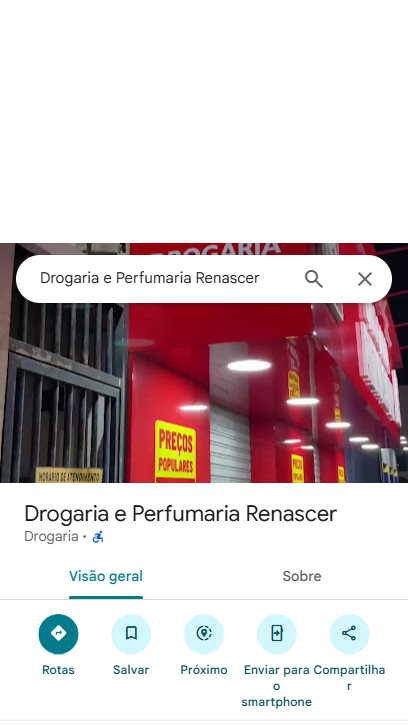 DROGARIA
Drogaria e Perfumaria Renascer
PREÇOS
POPULARES
HORÁRIO DE ATENDIMENTO
Drogaria e Perfumaria Renascer
Drogaria ·
Visão geral
Sobre
Rotas
Salvar
Próximo
Enviar para
o
smartphone
Compartilha
r